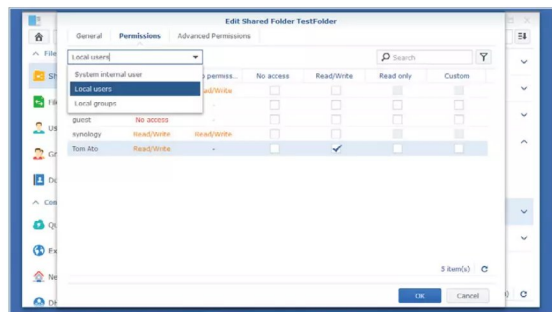 Edit Shared Folder TestFolder
General Permissions Advanced Permissions
Local users
Search
System internal user
Local users
Local groups
No access Read/Write Read only Custom
guest No access
synology Read/Write Read/Write
Tom Ato Read/Write -
File
Con
3 item(s)
OK Cancel